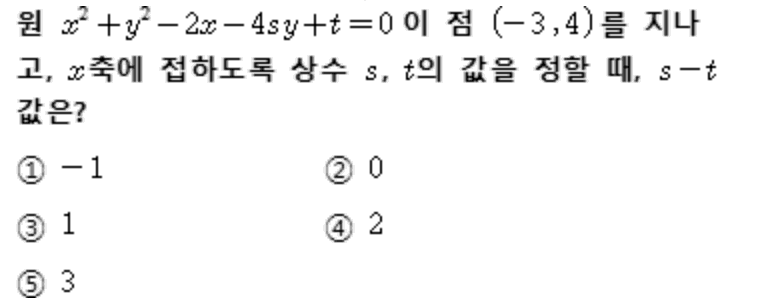 원 x²+y²−2x−4sy+t=0이 점 (−3,4)를 지나
고, x축에 접하도록 상수 s, t의 값을 정할 때, s−t
값은?
① −1 ② 0
③ 1 ④ 2
⑤ 3